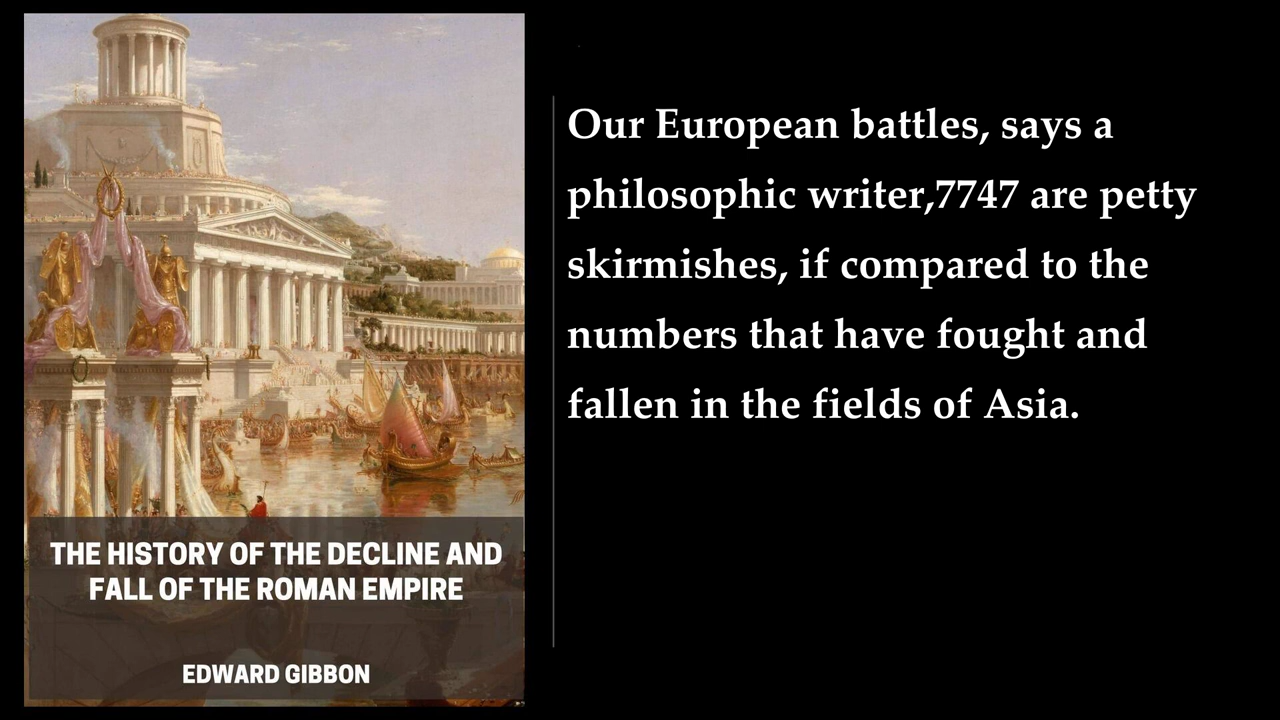 THE HISTORY OF THE DECLINE AND
FALL OF THE ROMAN EMPIRE
EDWARD GIBBON
Our European battles, says a
philosophic writer,7747 are petty
skirmishes, if compared to the
numbers that have fought and
fallen in the fields of Asia.